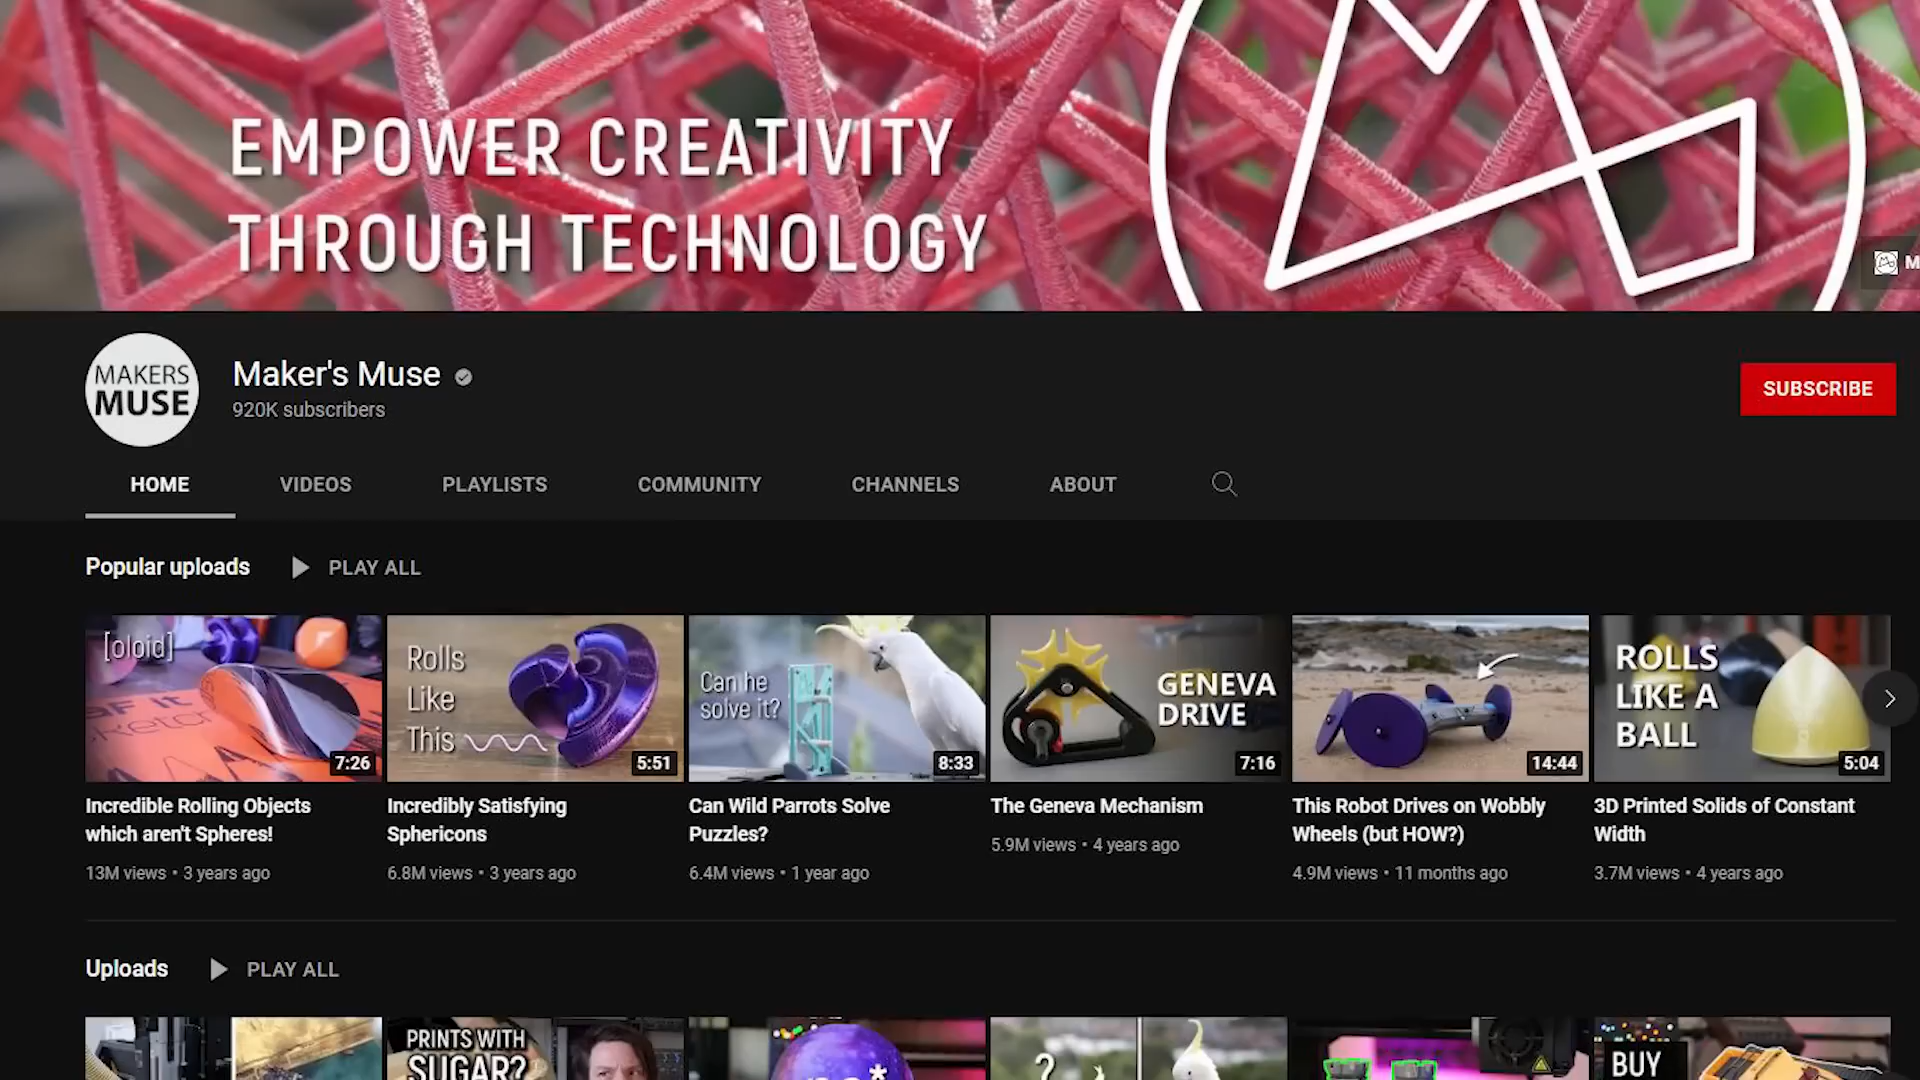 EMPOWER CREATIVITY
THROUGH TECHNOLOGY
M
MAKERS
MUSE
Maker's Muse
920K subscribers
SUBSCRIBE
HOME
VIDEOS
PLAYLISTS
COMMUNITY
CHANNELS
ABOUT
Popular uploads
PLAY ALL
[oloid]
7:26
Rolls
Like
This
5:51
Can he
solve it?
8:33
GENEVA
DRIVE
7:16
14:44
ROLLS
LIKE A
BALL
5:04
Incredible Rolling Objects
which aren't Spheres!
13M views • 3 years ago
Incredibly Satisfying
Sphericons
6.8M views • 3 years ago
Can Wild Parrots Solve
Puzzles?
6.4M views • 1 year ago
The Geneva Mechanism
5.9M views • 4 years ago
This Robot Drives on Wobbly
Wheels (but HOW?)
4.9M views • 11 months ago
3D Printed Solids of Constant
Width
3.7M views • 4 years ago
Uploads
PLAY ALL
PRINTS WITH
SUGAR?
?
BUY